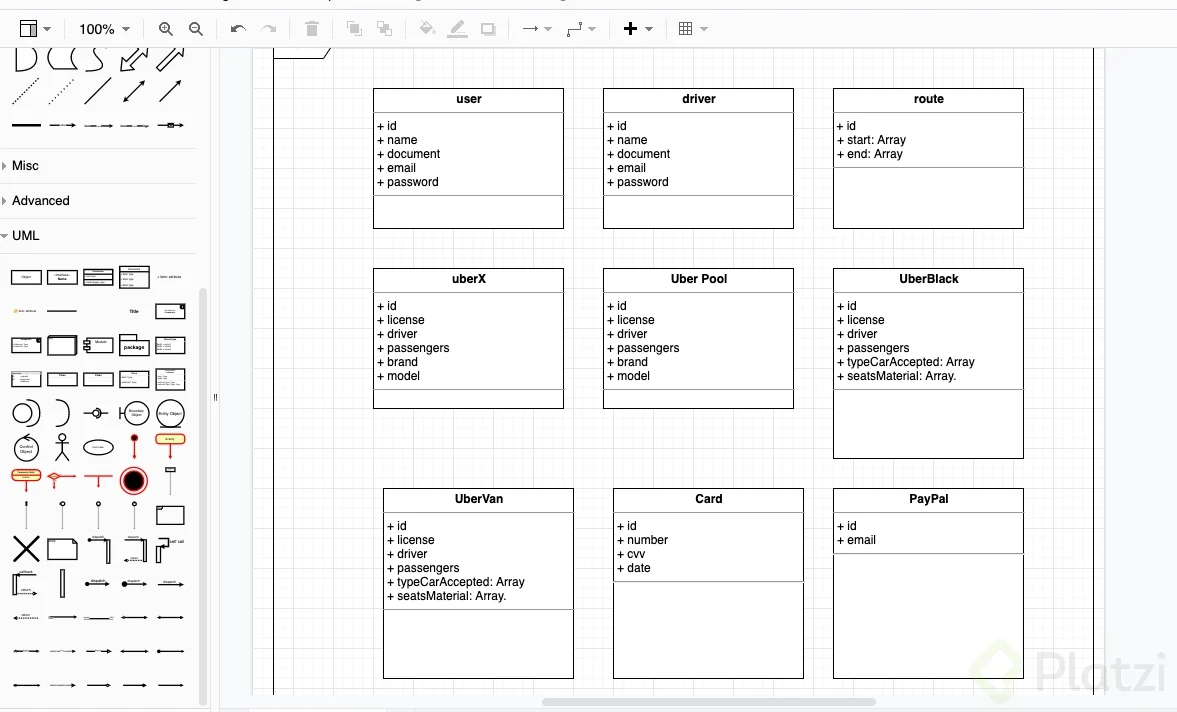 100%
Misc
Advanced
UML
Title
package
user
+ id
+ name
+ document
+ email
+ password
driver
+ id
+ name
+ document
+ email
+ password
route
+ id
+ start: Array
+ end: Array
uberX
+ id
+ license
+ driver
+ passengers
+ brand
+ model
Uber Pool
+ id
+ license
+ driver
+ passengers
+ brand
+ model
UberBlack
+ id
+ license
+ driver
+ passengers
+ typeCarAccepted: Array
+ seatsMaterial: Array.
UberVan
+ id
+ license
+ driver
+ passengers
+ typeCarAccepted: Array
+ seatsMaterial: Array.
Card
+ id
+ number
+ cvv
+ date
PayPal
+ id
+ email
Platzi